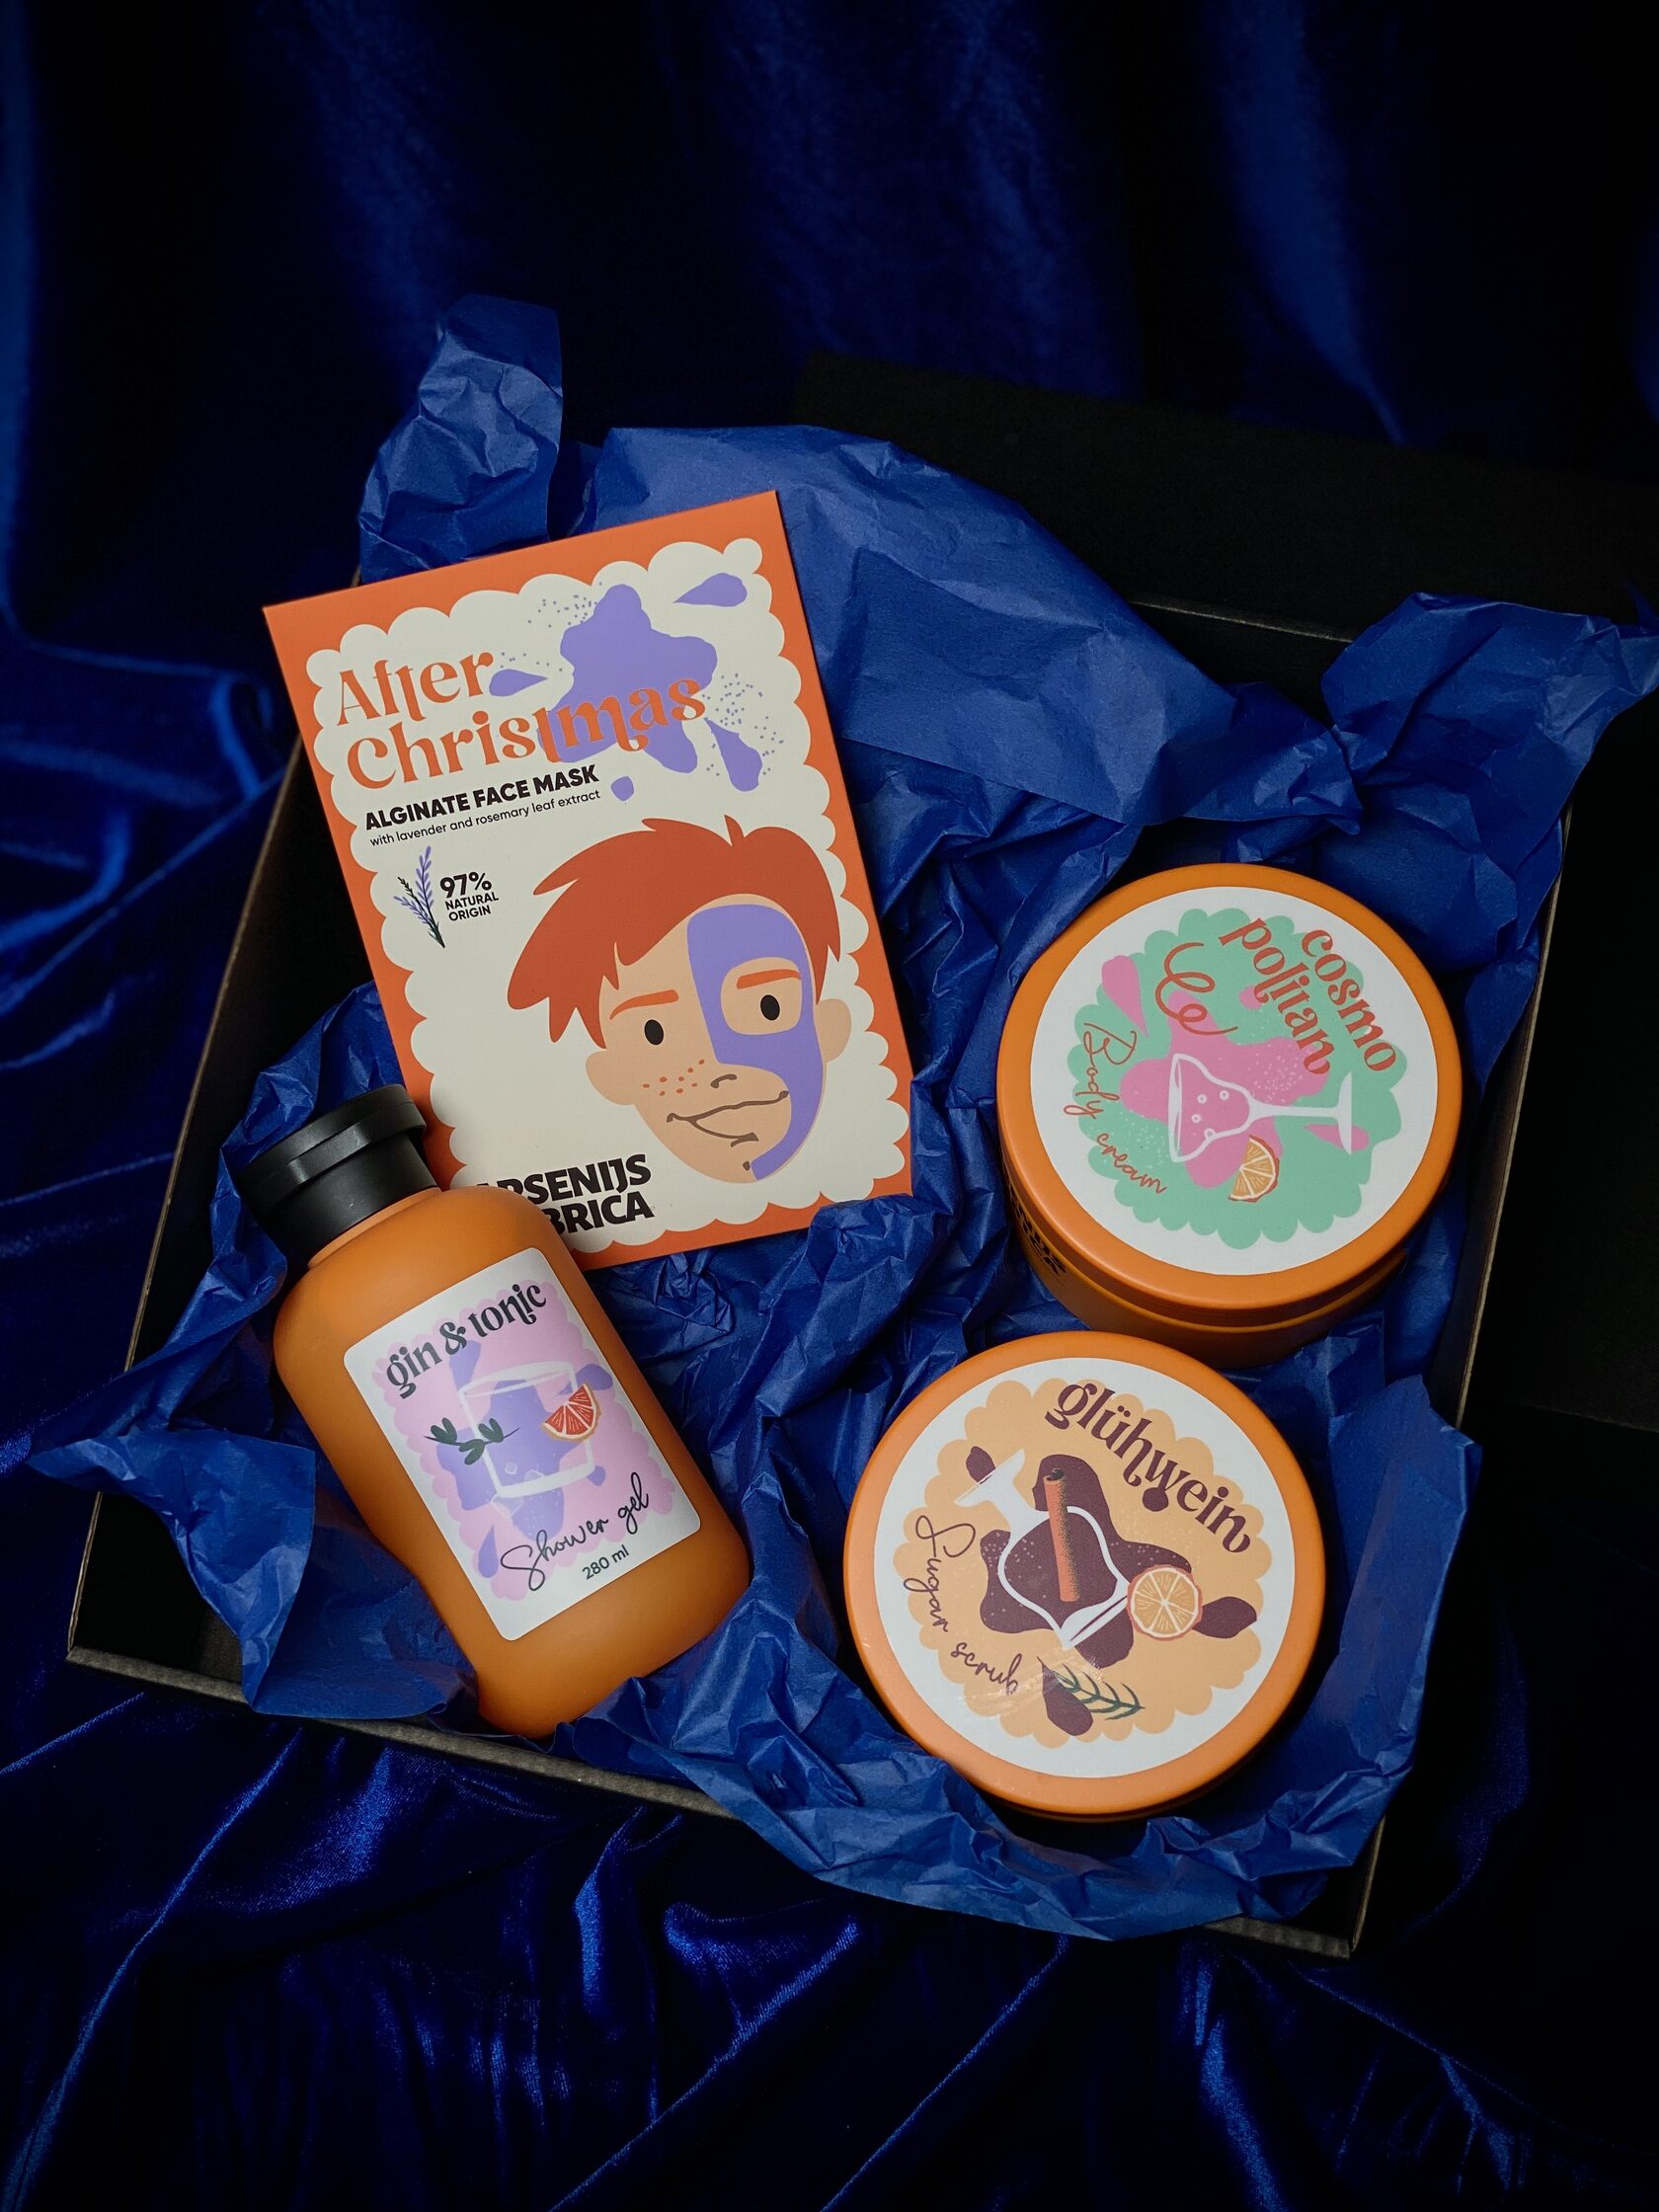 After
Christmas
ALGINATE FACE MASK
with lavender and rosemary leaf extract
97%
NATURAL
ORIGIN
gin & tonic
Shower gel
280 ml
cosmo
politan
Body cream
glühwein
Sugar scrub